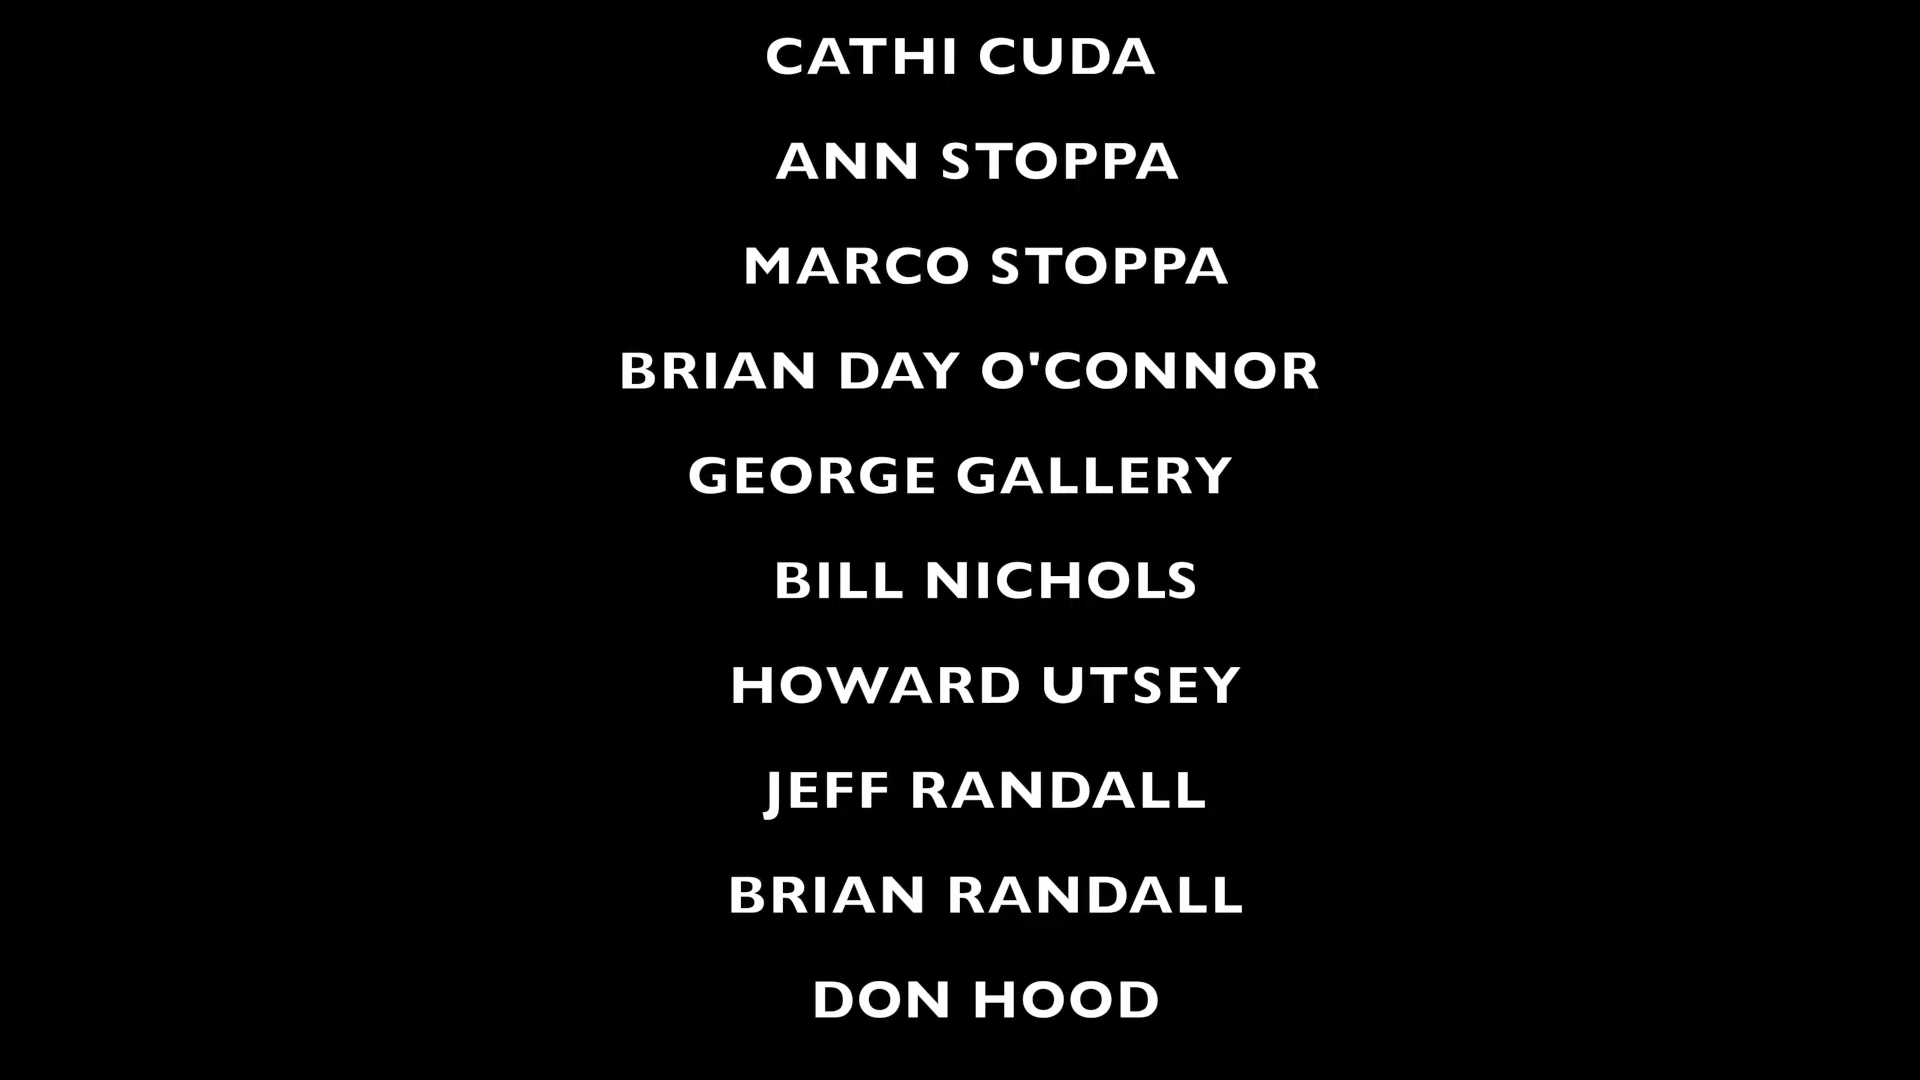 CATHI CUDA
ANN STOPPA
MARCO STOPPA
BRIAN DAY O'CONNOR
GEORGE GALLERY
BILL NICHOLS
HOWARD UTSEY
JEFF RANDALL
BRIAN RANDALL
DON HOOD